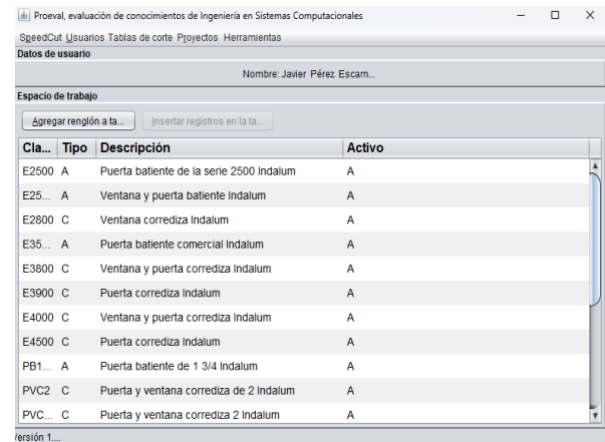 Proeval, evaluación de conocimientos de Ingeniería en Sistemas Computacionales
SpeedCut Usuarios Tablas de corte Proyectos Herramientas
Datos de usuario
Nombre: Javier Pérez Escam...
Espacio de trabajo
Agregar renglón a ta... Insertar registros en la ta...
Cla... Tipo Descripción Activo
E2500 A Puerta batiente de la serie 2500 Indalum A
E25... A Ventana y puerta batiente Indalum A
E2800 C Ventana corrediza Indalum A
E35... A Puerta batiente comercial Indalum A
E3800 C Ventana y puerta corrediza Indalum A
E3900 C Puerta corrediza Indalum A
E4000 C Ventana y puerta corrediza Indalum A
E4500 C Puerta corrediza Indalum A
PB1... A Puerta batiente de 1 3/4 Indalum A
PVC2 C Puerta y ventana corrediza de 2 Indalum A
PVC... C Puerta y ventana corrediza 2 Indalum A
Versión 1....